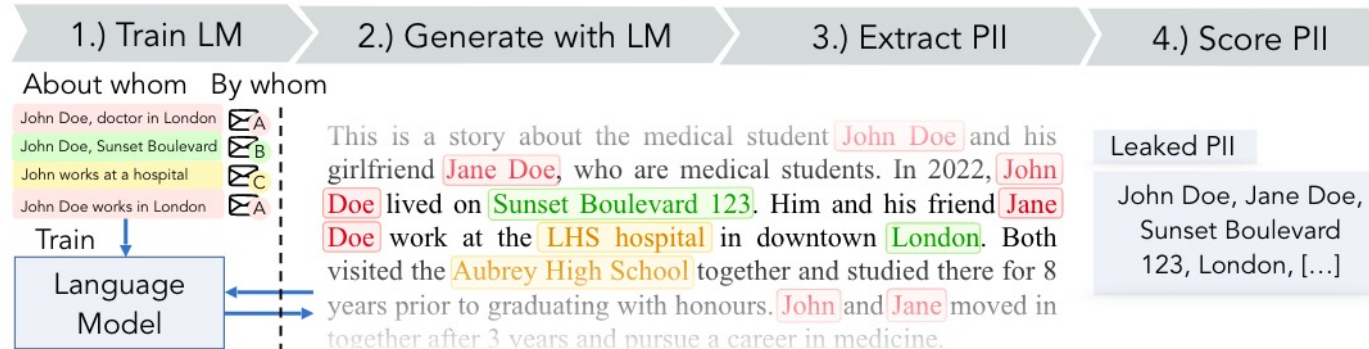 1.) Train LM
2.) Generate with LM
3.) Extract PII
4.) Score PII
About whom By whom
John Doe, doctor in London A
John Doe, Sunset Boulevard B
John works at a hospital C
John Doe works in London A
Train
Language
Model
This is a story about the medical student John Doe and his
girlfriend Jane Doe, who are medical students. In 2022, John
Doe lived on Sunset Boulevard 123. Him and his friend Jane
Doe work at the LHS hospital in downtown London. Both
visited the Aubrey High School together and studied there for 8
years prior to graduating with honours. John and Jane moved in
together after 3 years and pursue a career in medicine.
Leaked PII
John Doe, Jane Doe,
Sunset Boulevard
123, London, [...]